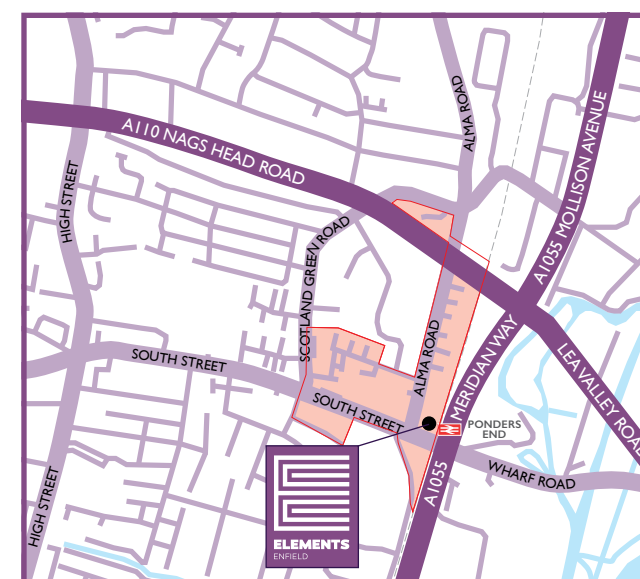 A110 NAGS HEAD ROAD
ALMA ROAD
A1055 MOLLISON AVENUE
HIGH STREET
SCOTLAND GREEN ROAD
SOUTH STREET
ALMA ROAD
MERIDIAN WAY
LEA VALLEY ROAD
SOUTH STREET
PONDERS
END
WHARF ROAD
A1055
HIGH STREET
ELEMENTS
ENFIELD